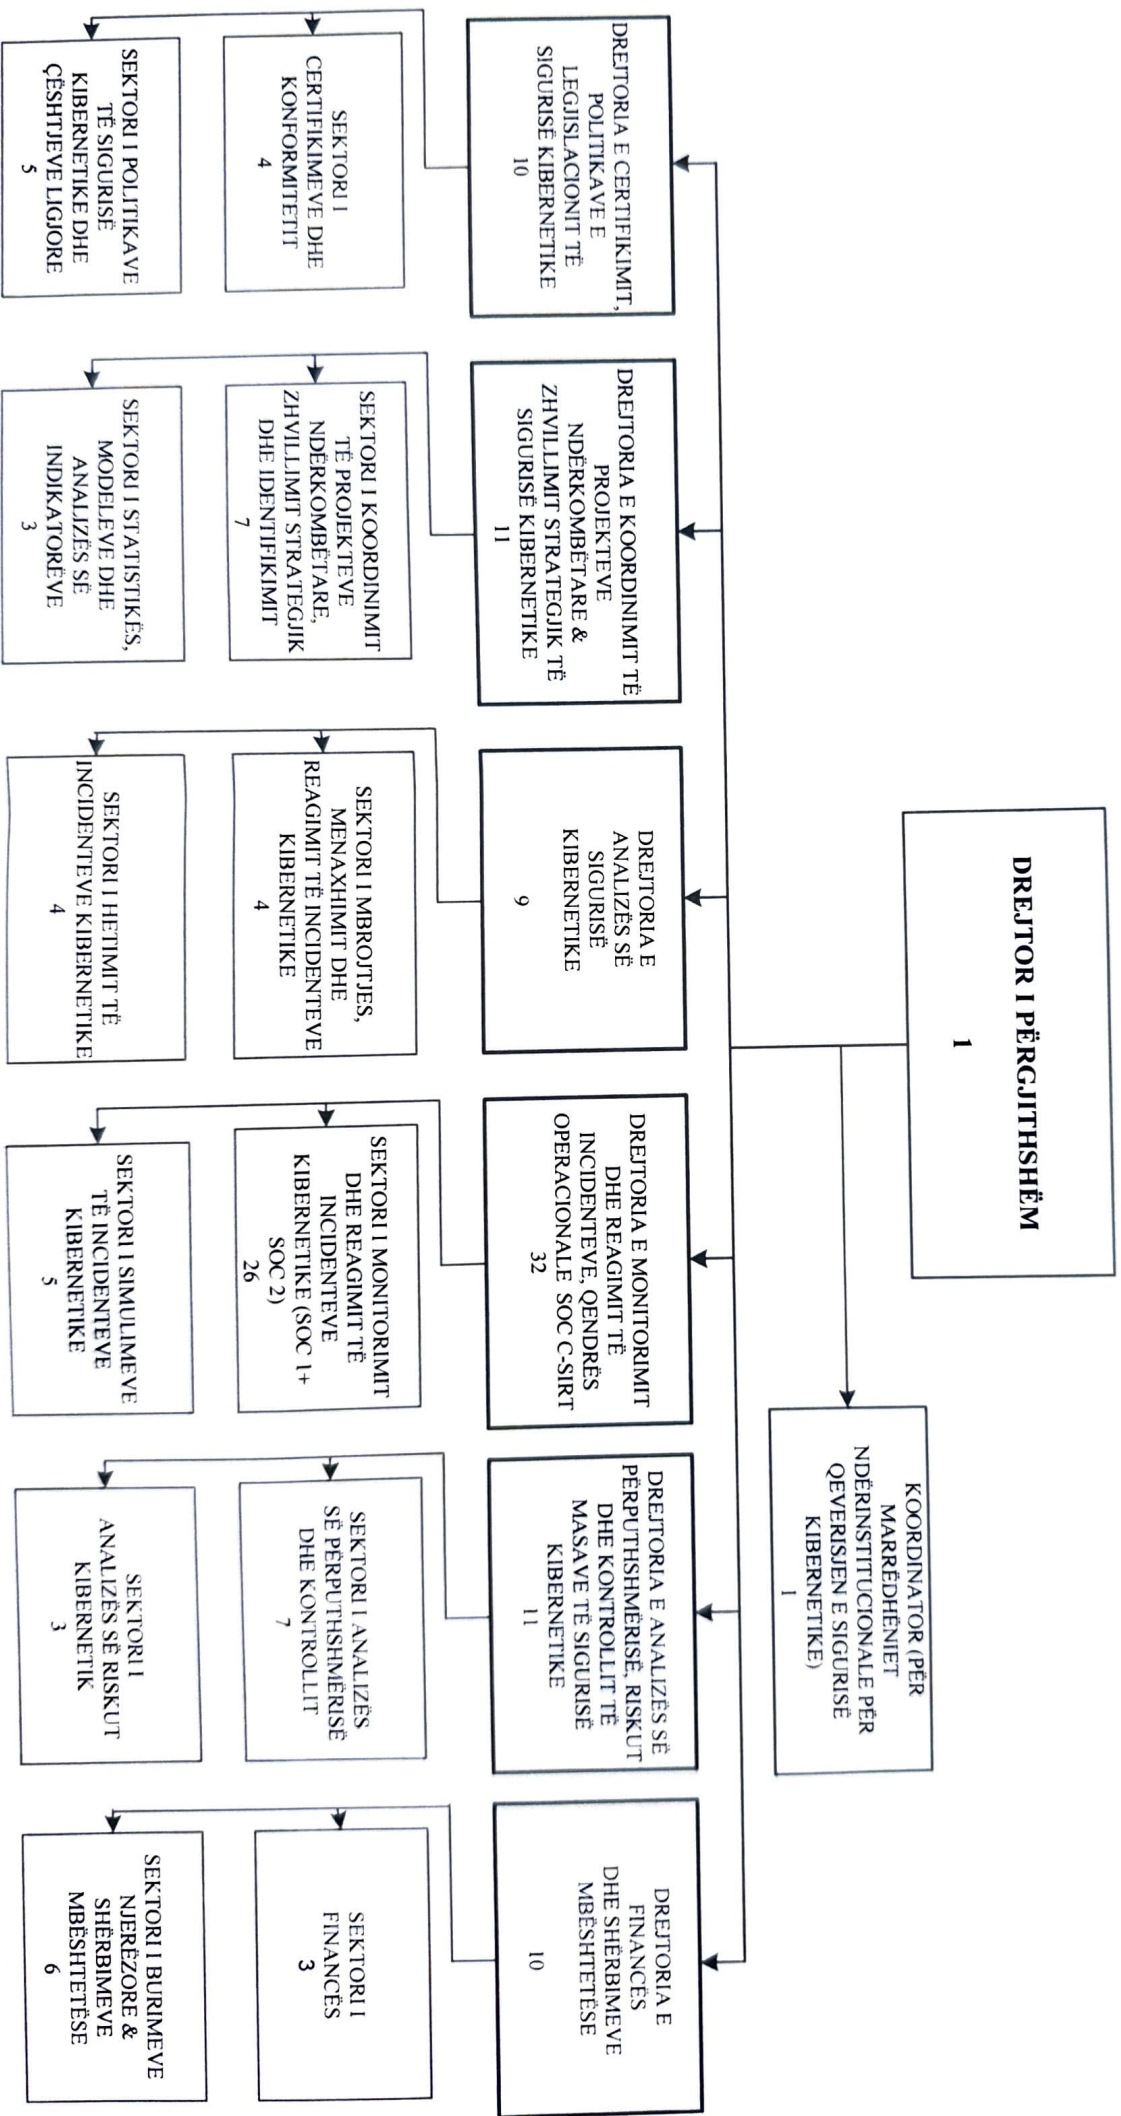 DREJTOR I PËRGJITHSHËM
1
KOORDINATOR (PËR
MARRËDHËNIET
NDËRINSTITUCIONALE PËR
QEVERISJEN E SIGURISË
KIBERNETIKE)
1
DREJTORIA E CERTIFIKIMIT,
POLITIKAVE E
LEGJISLACIONIT TË
SIGURISË KIBERNETIKE
10
DREJTORIA E KOORDINIMIT TË
PROJEKTEVE
NDËRKOMBËTARE &
ZHVILLIMIT STRATEGJIK TË
SIGURISË KIBERNETIKE
11
DREJTORIA E
ANALIZËS SË
SIGURISË
KIBERNETIKE
9
DREJTORIA E MONITORIMIT
DHE REAGIMIT TË
INCIDENTEVE, QENDRËS
OPERACIONALE SOC C-SIRT
32
DREJTORIA E ANALIZËS SË
PËRPUTHSHMËRISË, RISKUT
DHE KONTROLLIT TË
MASAVE TË SIGURISË
KIBERNETIKE
11
DREJTORIA E
FINANCËS
DHE SHËRBIMEVE
MBËSHTETËSE
10
SEKTORI I
CERTIFIKIMEVE DHE
KONFORMITETIT
4
SEKTORI I KOORDINIMIT
TË PROJEKTEVE
NDËRKOMBËTARE,
ZHVILLIMIT STRATEGJIK
DHE IDENTIFIKIMIT
7
SEKTORI I MBROJTJES,
MENAXHIMIT DHE
REAGIMIT TË INCIDENTEVE
KIBERNETIKE
4
SEKTORI I MONITORIMIT
DHE REAGIMIT TË
INCIDENTEVE
KIBERNETIKE (SOC 1+
SOC 2)
26
SEKTORI I ANALIZËS
SË PËRPUTHSHMËRISË
DHE KONTROLLIT
7
SEKTORI I
FINANCËS
3
SEKTORI I POLITIKAVE
TË SIGURISË
KIBERNETIKE DHE
ÇËSHTJEVE LIGJORE
5
SEKTORI I STATISTIKËS,
MODELEVE DHE
ANALIZËS SË
INDIKATORËVE
3
SEKTORI I HETIMIT TË
INCIDENTEVE KIBERNETIKE
4
SEKTORI I SIMULIMEVE
TË INCIDENTEVE
KIBERNETIKE
5
SEKTORI I
ANALIZËS SË RISKUT
KIBERNETIK
3
SEKTORI I BURIMEVE
NJERËZORE &
SHËRBIMEVE
MBËSHTETËSE
6